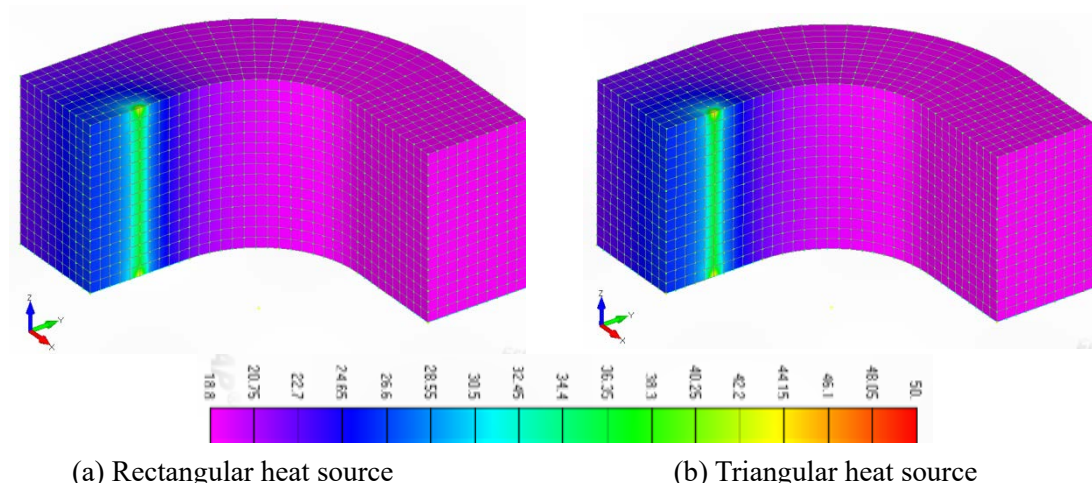 Z
Y
X
Z
Y
X
18.8 20.75 22.7 24.65 26.6 28.55 30.5 32.45 34.4 36.35 38.3 40.25 42.2 44.15 46.1 48.05 50.
(a) Rectangular heat source (b) Triangular heat source